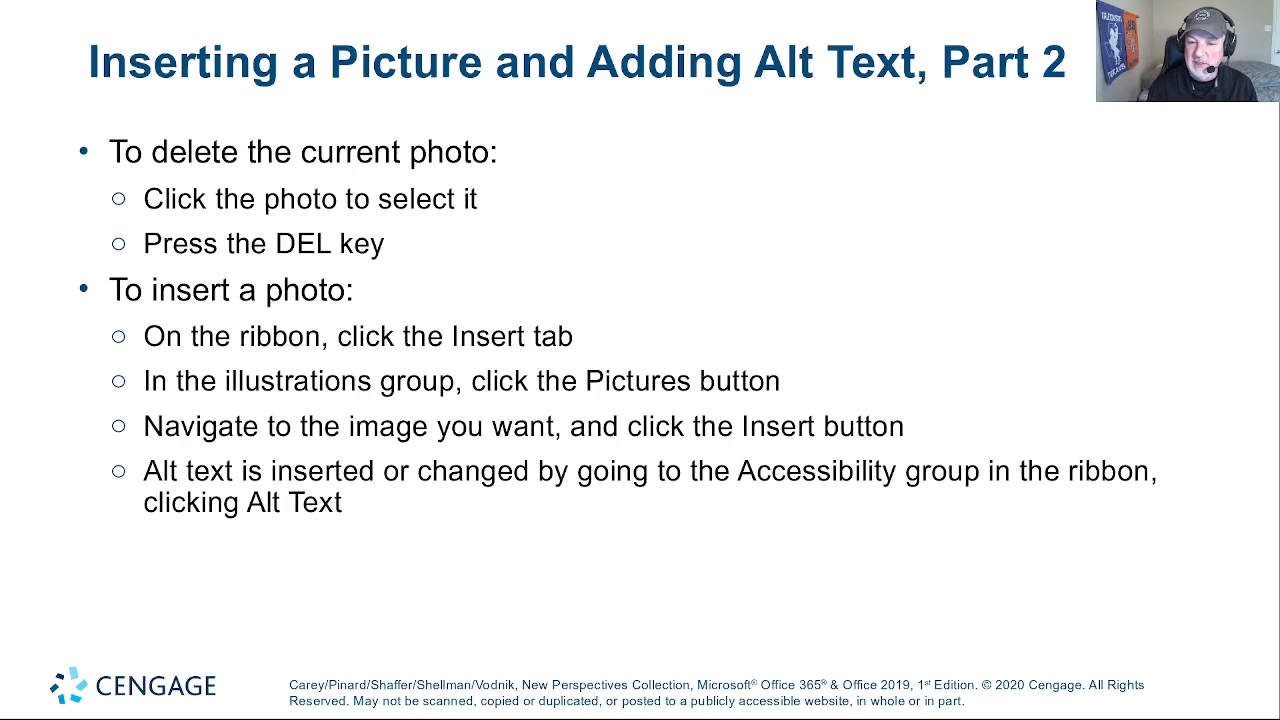 Inserting a Picture and Adding Alt Text, Part 2
• To delete the current photo:
○ Click the photo to select it
○ Press the DEL key
• To insert a photo:
○ On the ribbon, click the Insert tab
○ In the illustrations group, click the Pictures button
○ Navigate to the image you want, and click the Insert button
○ Alt text is inserted or changed by going to the Accessibility group in the ribbon,
clicking Alt Text
CENGAGE
Carey/Pinard/Shaffer/Shellman/Vodnik, New Perspectives Collection, Microsoft® Office 365® & Office 2019, 1st Edition. © 2020 Cengage. All Rights
Reserved. May not be scanned, copied or duplicated, or posted to a publicly accessible website, in whole or in part.